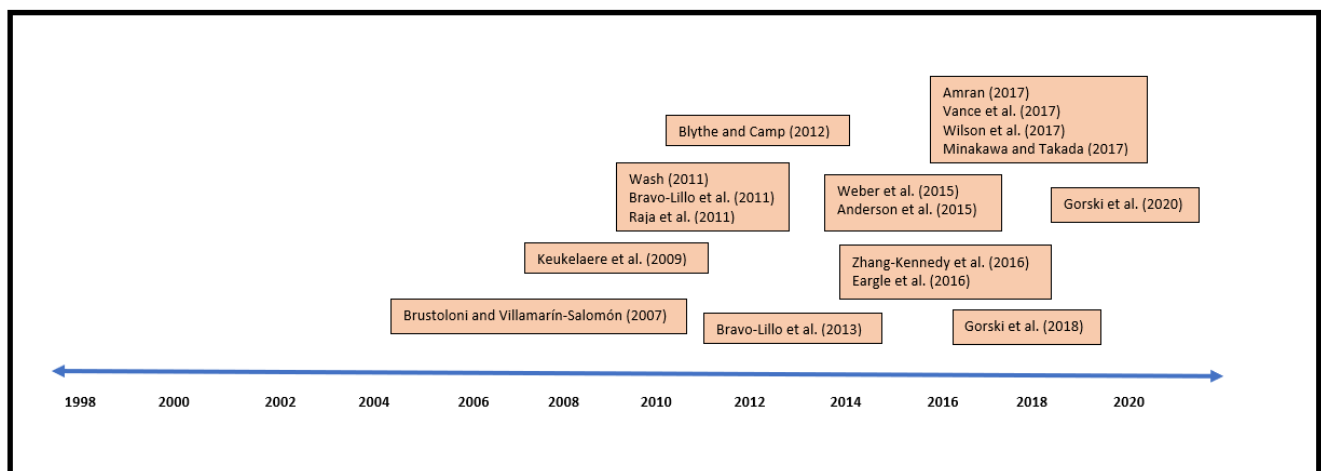 Amran (2017)
Vance et al. (2017)
Wilson et al. (2017)
Minakawa and Takada (2017)
Blythe and Camp (2012)
Wash (2011)
Bravo-Lillo et al. (2011)
Raja et al. (2011)
Weber et al. (2015)
Anderson et al. (2015)
Gorski et al. (2020)
Keukelaere et al. (2009)
Zhang-Kennedy et al. (2016)
Eargle et al. (2016)
Brustoloni and Villamarín-Salomón (2007)
Bravo-Lillo et al. (2013)
Gorski et al. (2018)
1998 2000 2002 2004 2006 2008 2010 2012 2014 2016 2018 2020